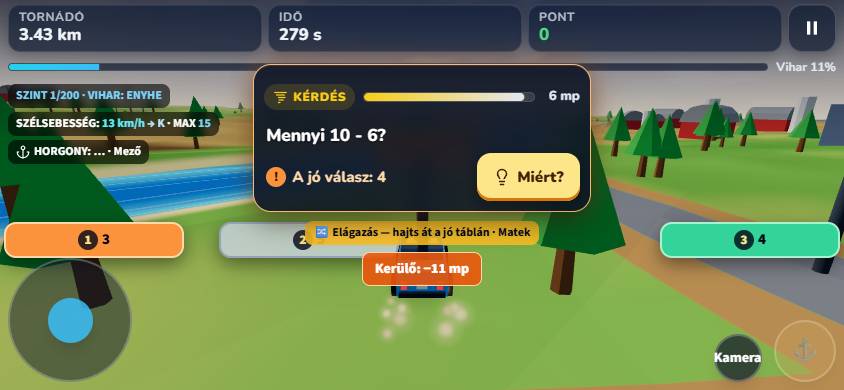 TORNÁDÓ
3.43 km
IDŐ
279 s
PONT
0
Vihar 11%
SZINT 1/200 · VIHAR: ENYHE
SZÉLSEBESSÉG: 13 km/h → K · MAX 15
HORGONY: ... · Mező
KÉRDÉS
6 mp
Mennyi 10 - 6?
! A jó válasz: 4
Miért?
1 3
2
Elágazás — hajts át a jó táblán · Matek
3 4
Kerülő: −11 mp
Kamera